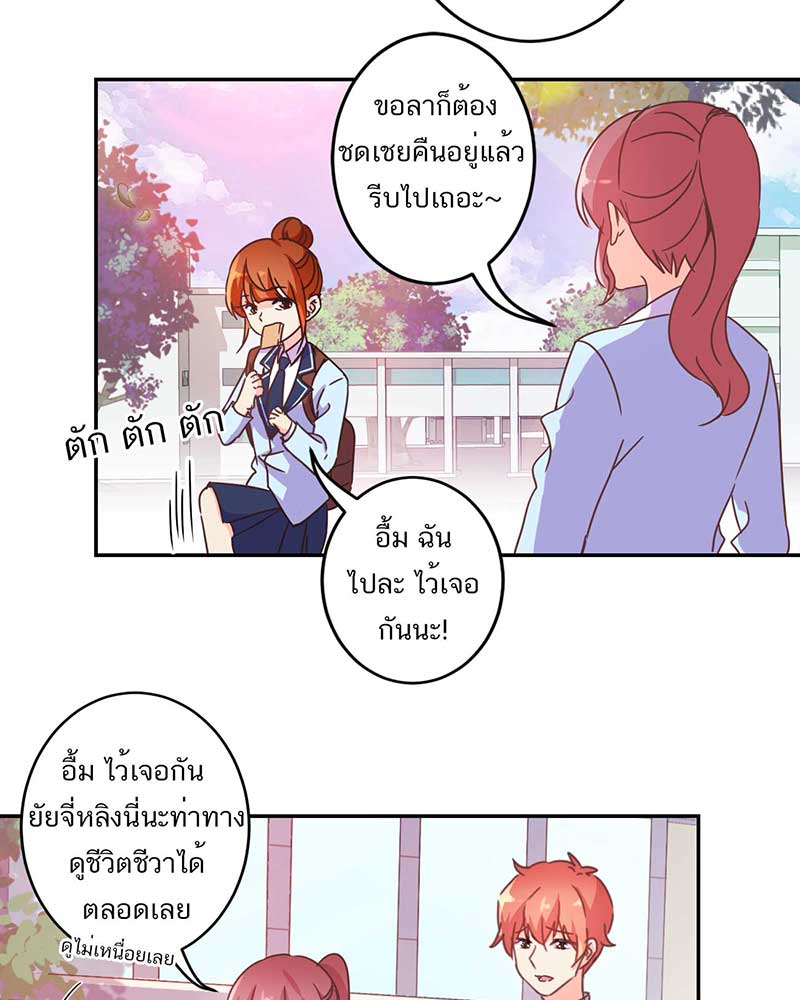 ขอลาก็ต้อง
ชดเชยคืนอยู่แล้ว
รีบไปเถอะ~
ตัก ตัก ตัก
อื้ม ฉัน
ไปละ ไว้เจอ
กันนะ!
อื้ม ไว้เจอกัน
ยัยจี่หลิงนี่นะท่าทาง
ดูชีวิตชีวาได้
ตลอดเลย
ดูไม่เหนื่อยเลย